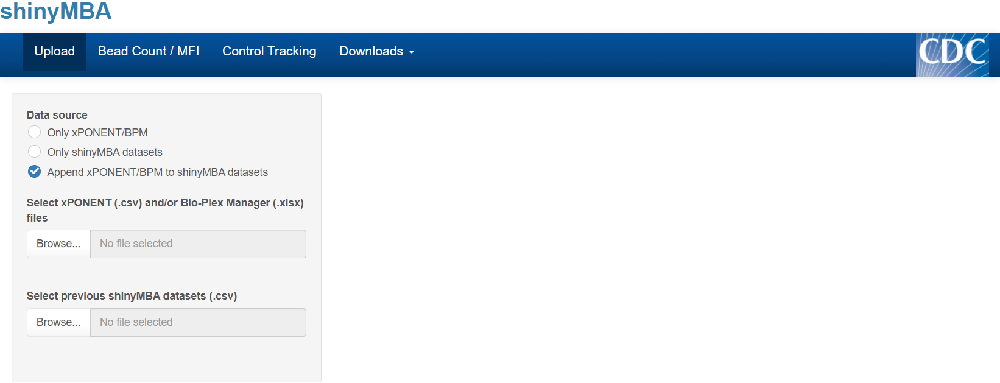 shinyMBA
Upload Bead Count / MFI Control Tracking Downloads CDC
Data source
Only xPONENT/BPM
Only shinyMBA datasets
Append xPONENT/BPM to shinyMBA datasets
Select xPONENT (.csv) and/or Bio-Plex Manager (.xlsx)
files
Browse... No file selected
Select previous shinyMBA datasets (.csv)
Browse... No file selected